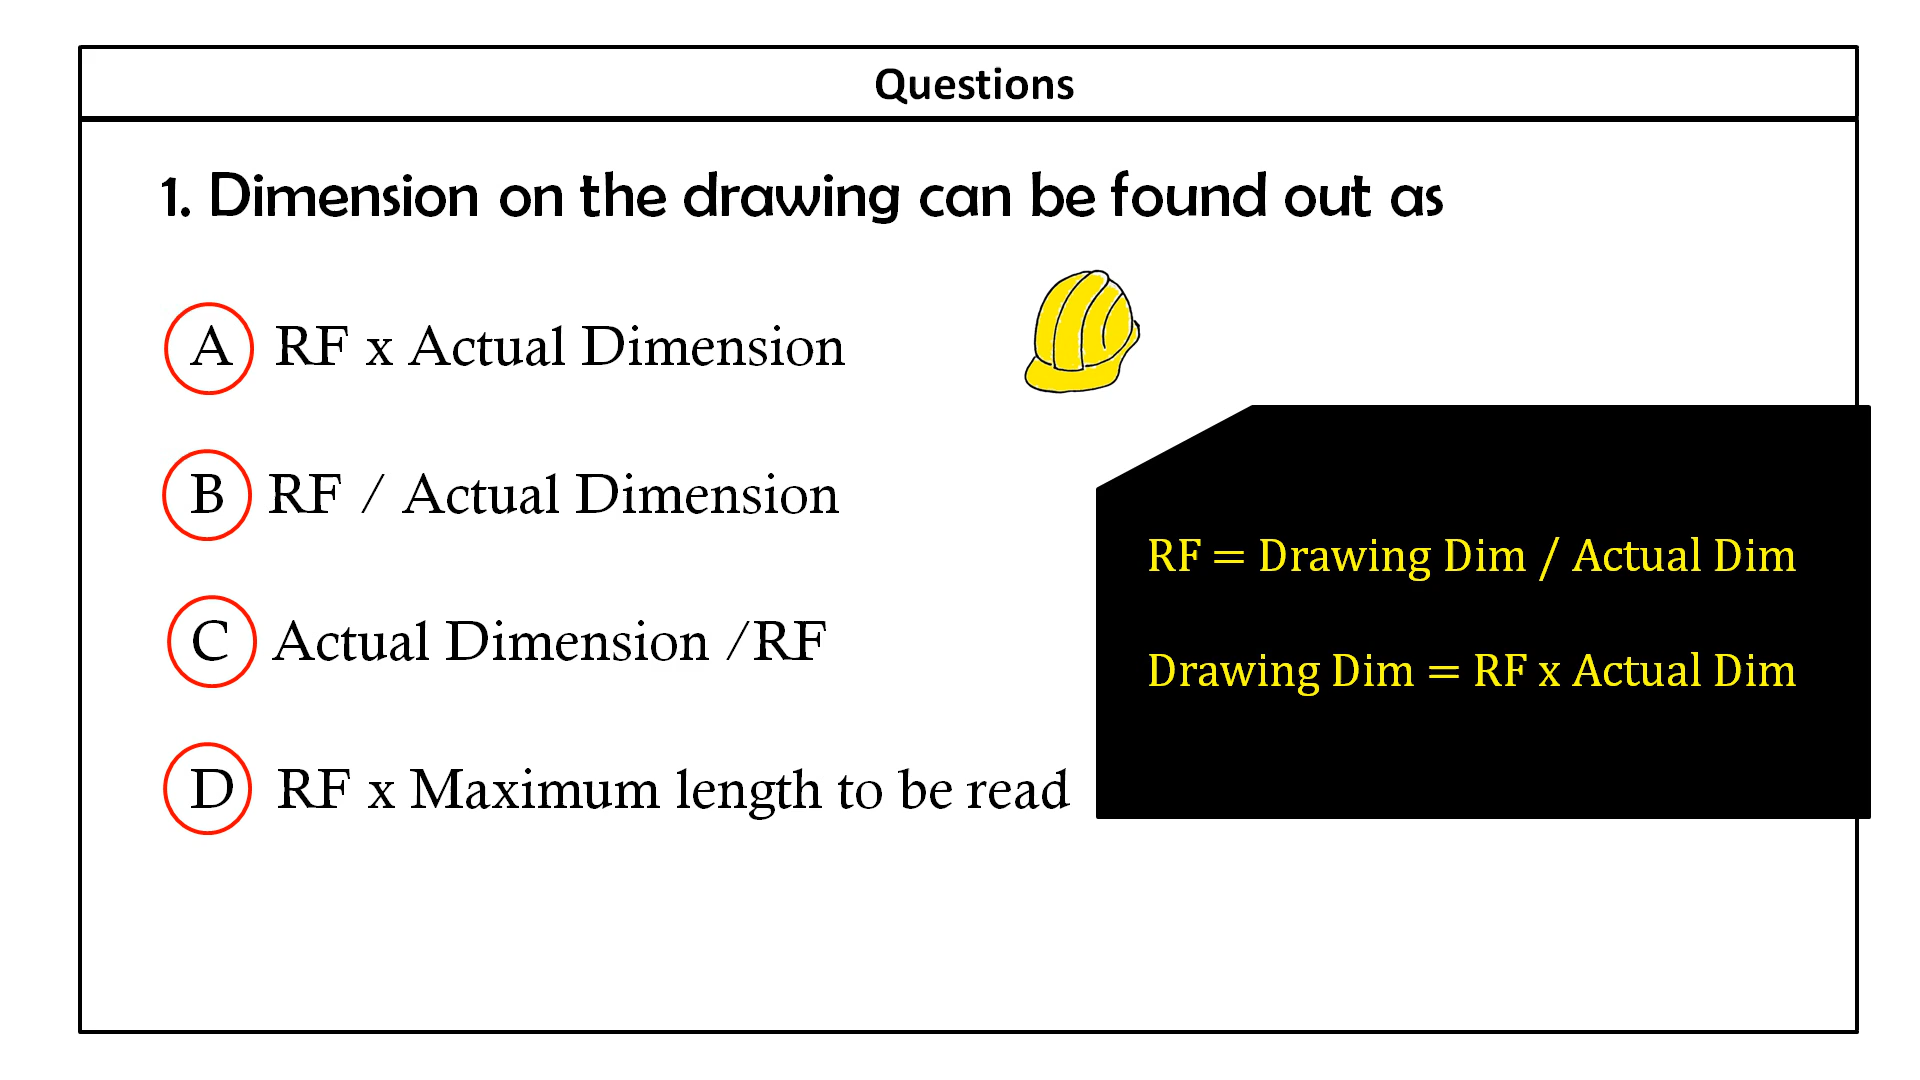 Questions
1. Dimension on the drawing can be found out as
A RF x Actual Dimension
B RF / Actual Dimension
C Actual Dimension /RF
D RF x Maximum length to be read
RF = Drawing Dim / Actual Dim
Drawing Dim = RF x Actual Dim